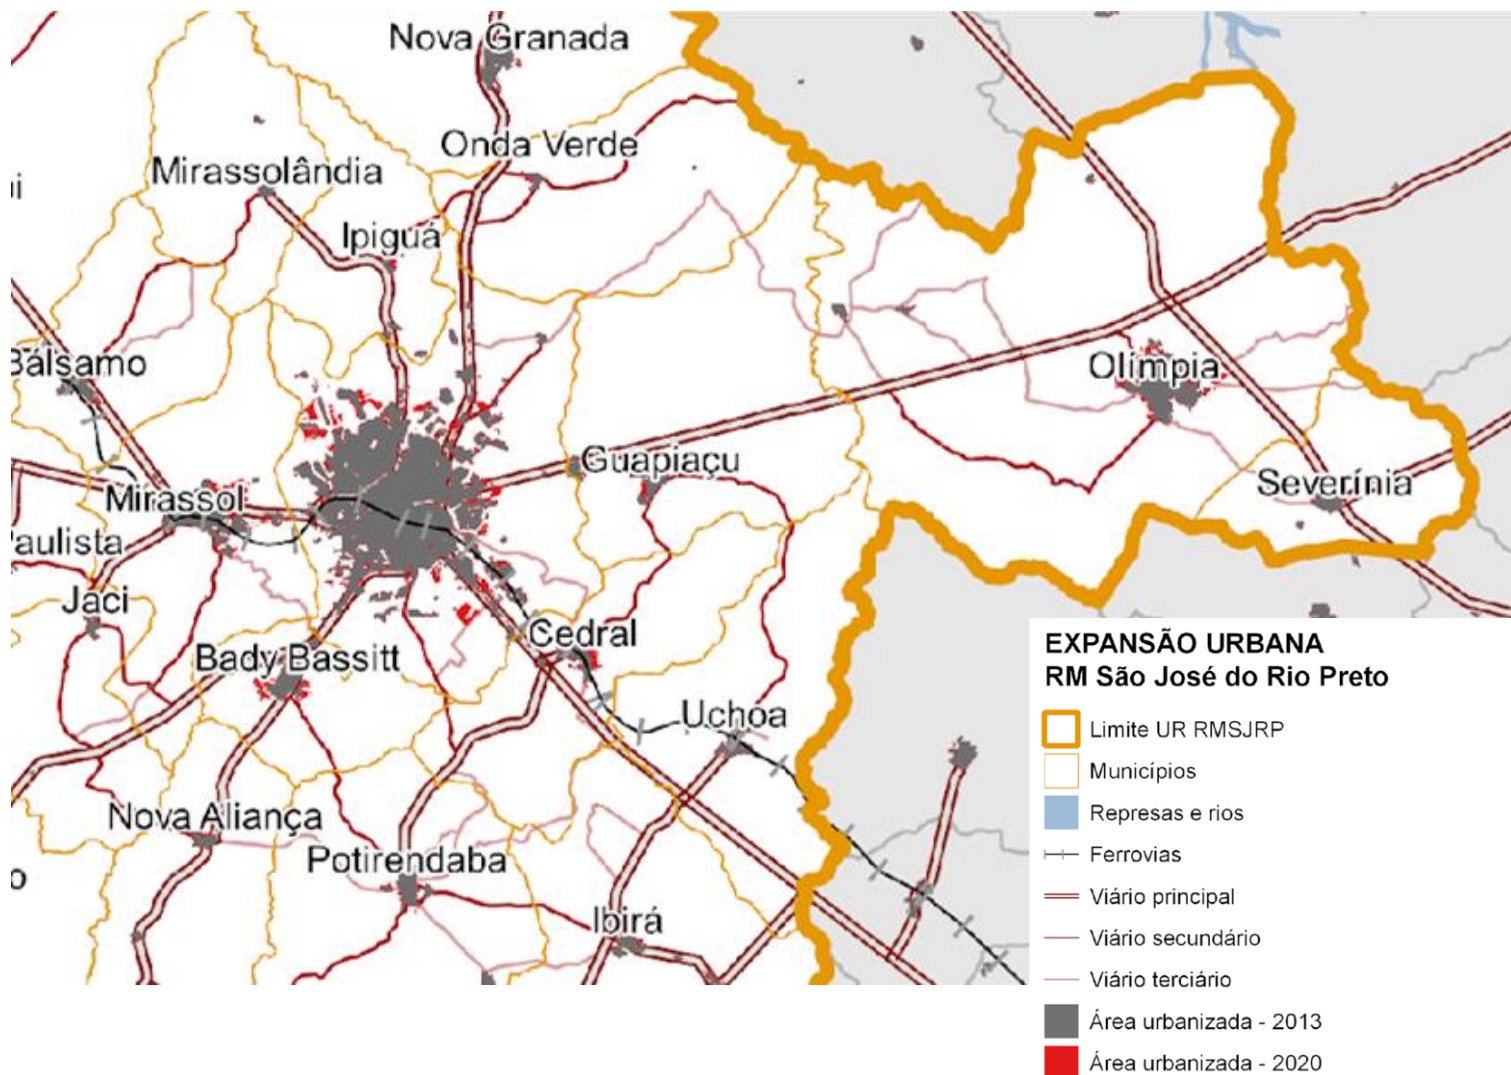 Nova Granada
Onda Verde
Mirassolândia
Ipiguá
Bálsamo
Olímpia
Guapiaçu
Severínia
Mirassol
Paulista
Jaci
Cedral
Bady Bassitt
Uchoa
Nova Aliança
Potirendaba
Ibirá
EXPANSÃO URBANA
RM São José do Rio Preto
Limite UR RMSJRP
Municípios
Represas e rios
Ferrovias
Viário principal
Viário secundário
Viário terciário
Área urbanizada - 2013
Área urbanizada - 2020